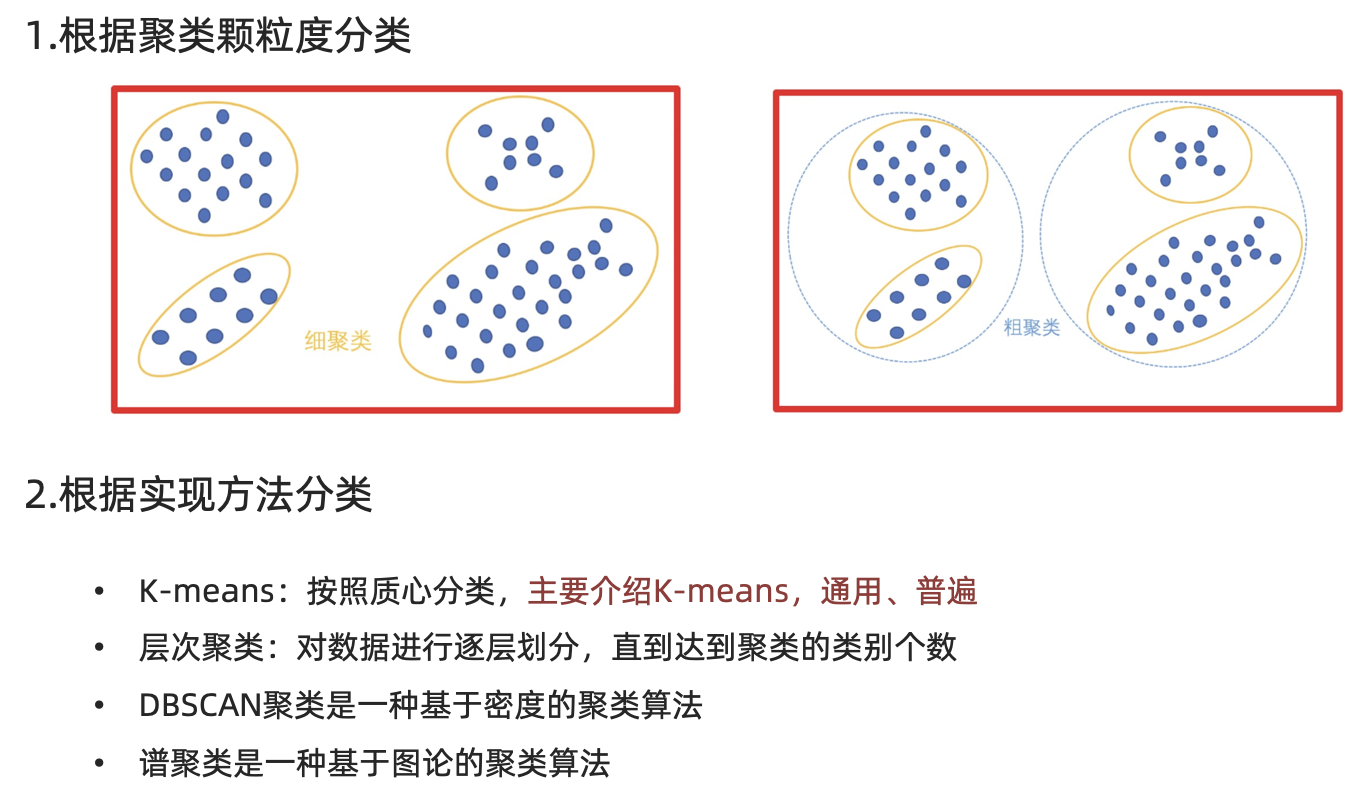 1.根据聚类颗粒度分类
细聚类
粗聚类
2.根据实现方法分类
• K-means：按照质心分类，主要介绍K-means，通用、普遍
• 层次聚类：对数据进行逐层划分，直到达到聚类的类别个数
• DBSCAN聚类是一种基于密度的聚类算法
• 谱聚类是一种基于图论的聚类算法